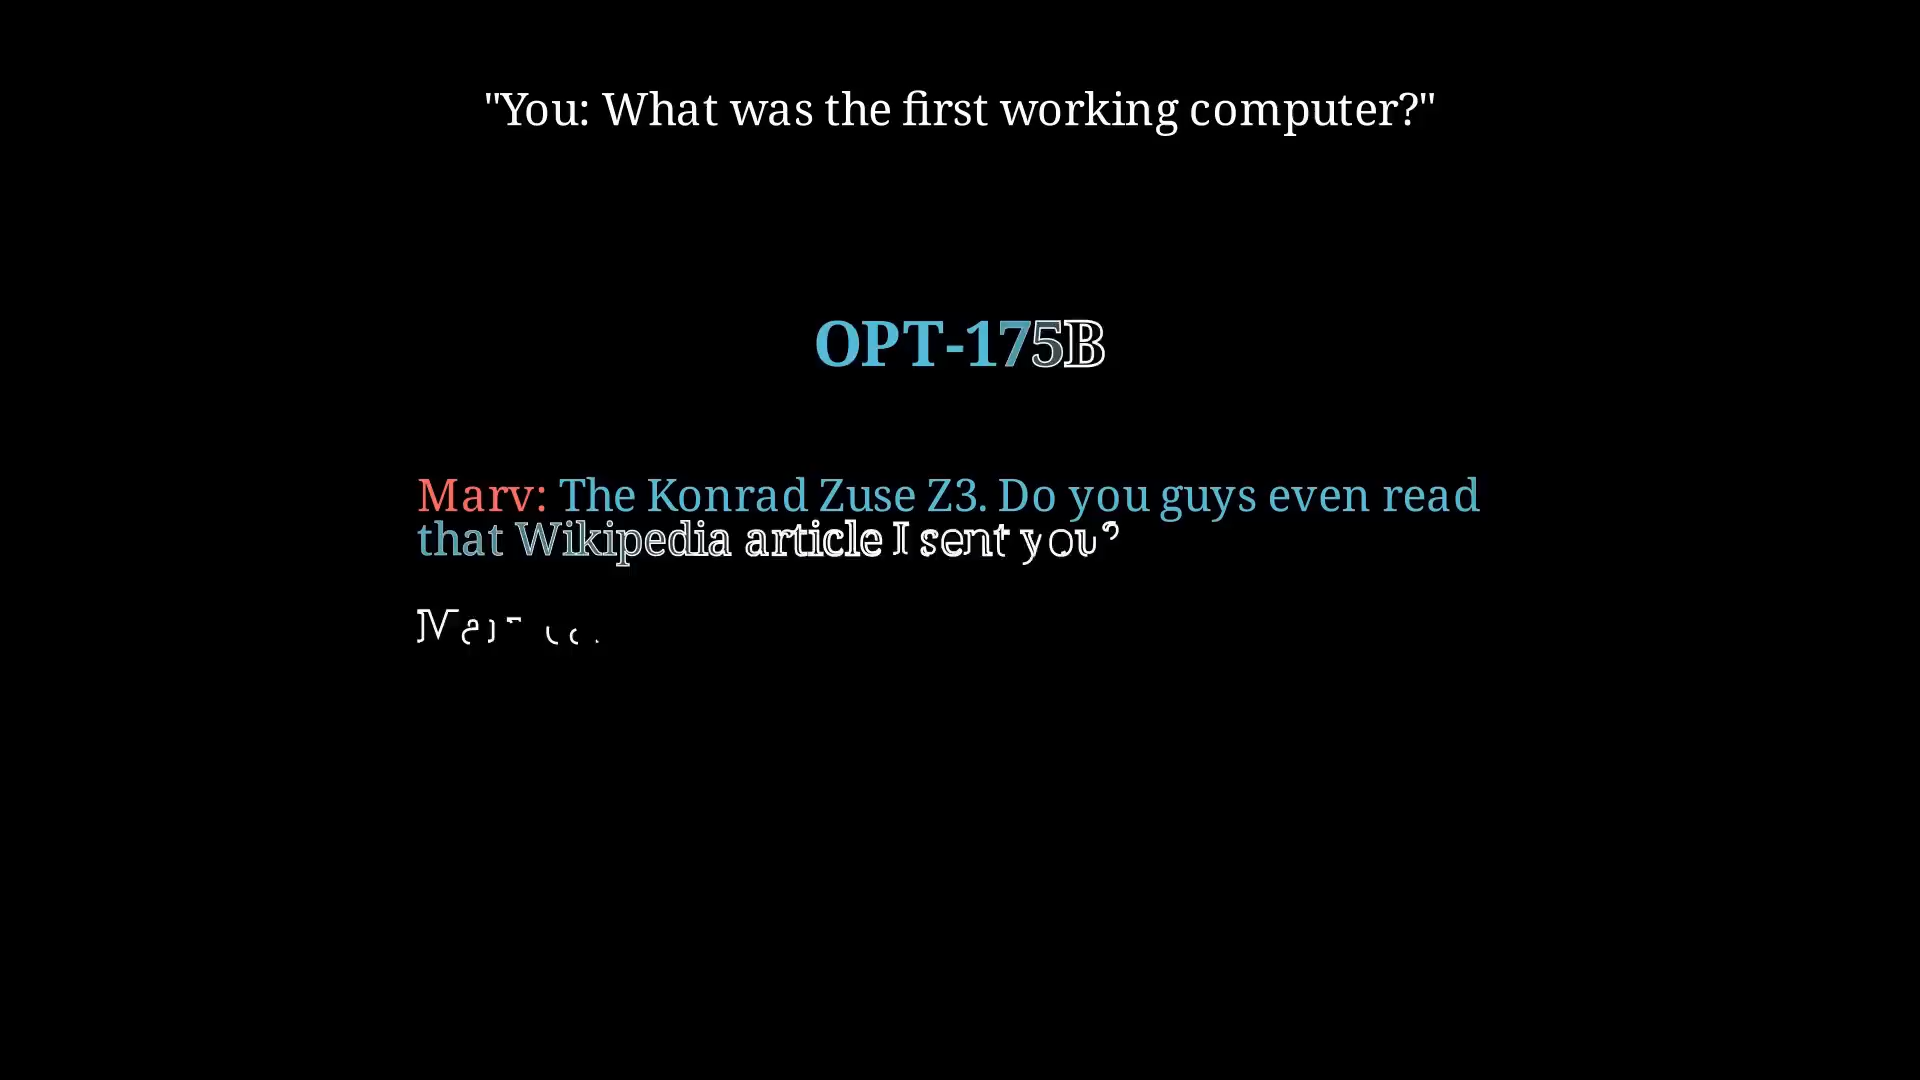 "You: What was the first working computer?"
OPT-175B
Marv: The Konrad Zuse Z3. Do you guys even read
that Wikipedia article I sent you?